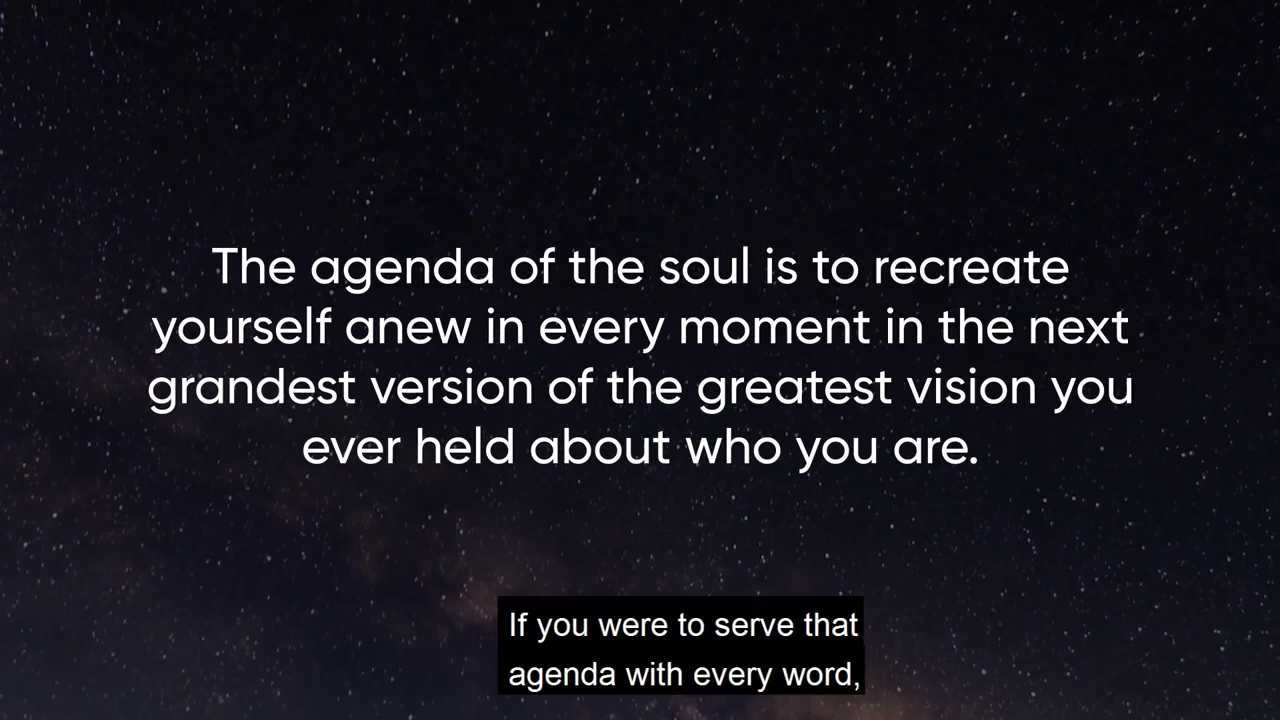 The agenda of the soul is to recreate
yourself anew in every moment in the next
grandest version of the greatest vision you
ever held about who you are.
If you were to serve that
agenda with every word,